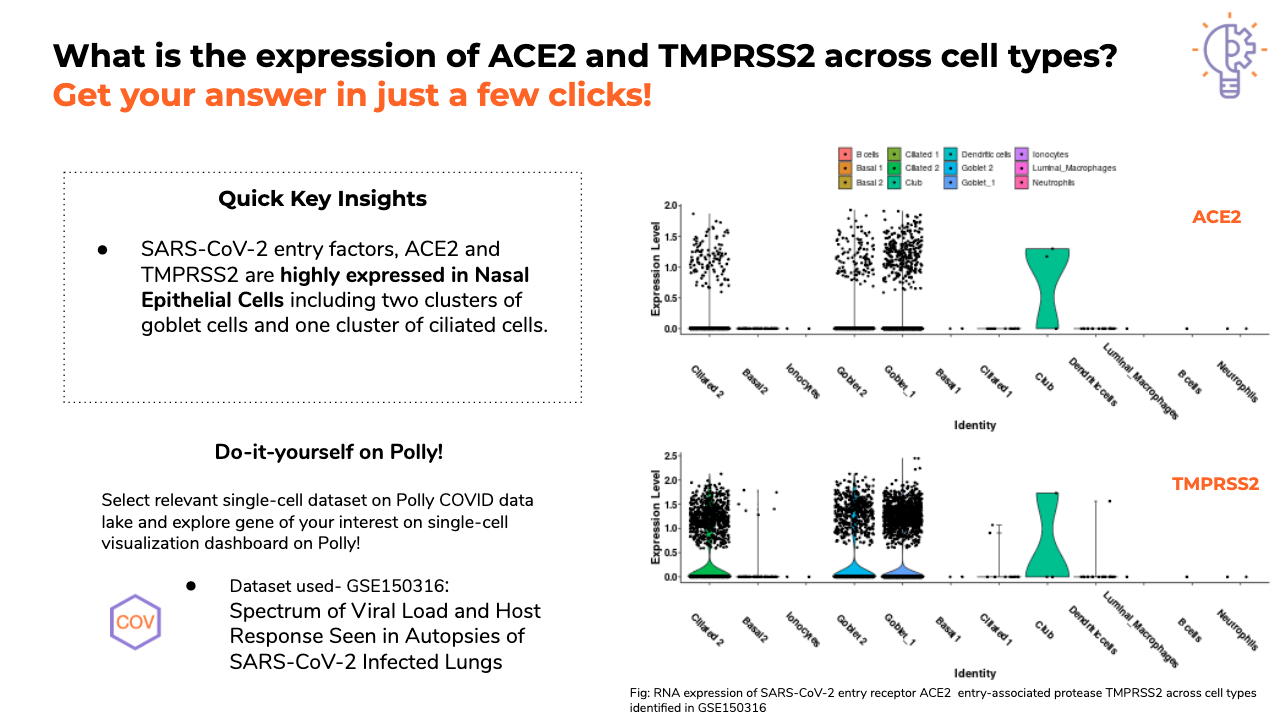 What is the expression of ACE2 and TMPRSS2 across cell types?
Get your answer in just a few clicks!
Quick Key Insights
● SARS-CoV-2 entry factors, ACE2 and
TMPRSS2 are highly expressed in Nasal
Epithelial Cells including two clusters of
goblet cells and one cluster of ciliated cells.
Do-it-yourself on Polly!
Select relevant single-cell dataset on Polly COVID data
lake and explore gene of your interest on single-cell
visualization dashboard on Polly!
COV
● Dataset used- GSE150316:
Spectrum of Viral Load and Host
Response Seen in Autopsies of
SARS-CoV-2 Infected Lungs
B cells Ciliated 1 Dendritic cells Ionocytes
Basal 1 Ciliated 2 Goblet 2 Luminal_Macrophages
Basal 2 Club Goblet_1 Neutrophils
ACE2
Expression Level
2.0
1.5
1.0
0.5
0.0
Ciliated 2 Basal 2 Ionocytes Goblet 2 Goblet_1 Basal 1 Ciliated 1 Club Dendritic cells Luminal_Macrophages B cells Neutrophils
Identity
TMPRSS2
Expression Level
2.5
2.0
1.5
1.0
0.5
0.0
Ciliated 2 Basal 2 Ionocytes Goblet 2 Goblet_1 Basal 1 Ciliated 1 Club Dendritic cells Luminal_Macrophages B cells Neutrophils
Identity
Fig: RNA expression of SARS-CoV-2 entry receptor ACE2 entry-associated protease TMPRSS2 across cell types
identified in GSE150316